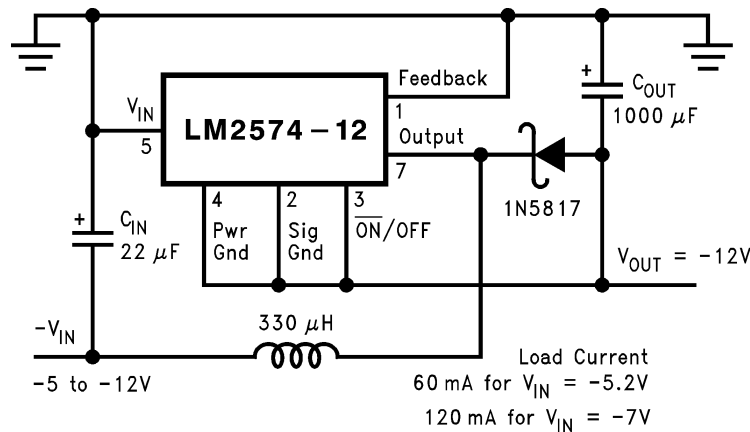 Feedback
+
C_OUT
1000 µF
V_IN
1
LM2574-12
5
Output
7
4
2
3
1N5817
+
C_IN
22 µF
Pwr
Gnd
Sig
Gnd
O̅N̅/OFF
V_OUT = -12V
330 µH
-V_IN
-5 to -12V
Load Current
60 mA for V_IN = -5.2V
120 mA for V_IN = -7V